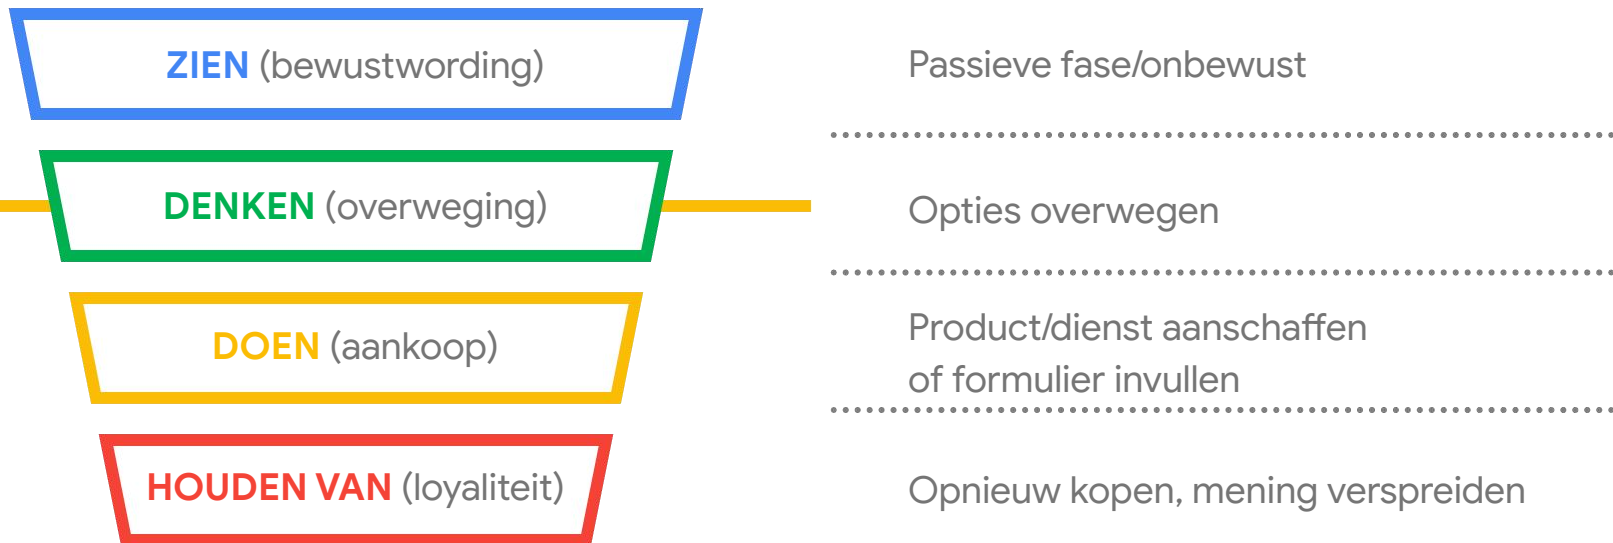 ZIEN (bewustwording)
Passieve fase/onbewust
DENKEN (overweging)
Opties overwegen
DOEN (aankoop)
Product/dienst aanschaffen
of formulier invullen
HOUDEN VAN (loyaliteit)
Opnieuw kopen, mening verspreiden